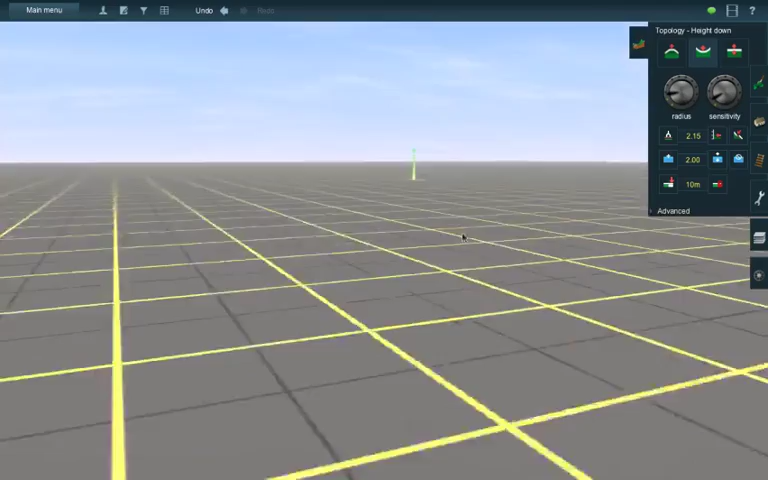 Main menu
Undo
Redo
?
Topology - Height down
radius
sensitivity
2.15
2.00
10m
Advanced